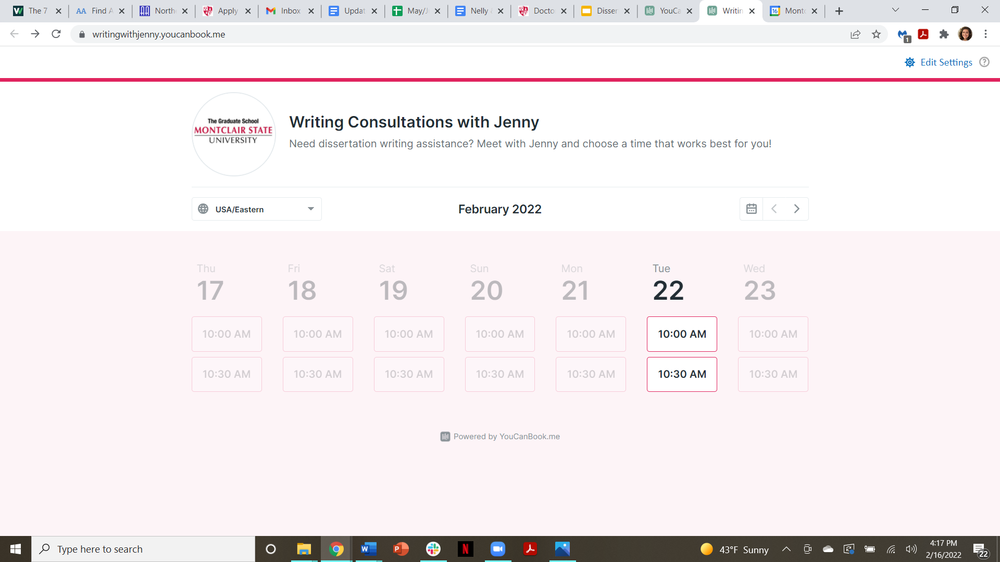 The 7
AA Find A
North
Apply
Inbox
Updat
May/J
Nelly &
Docto
Disser
YouCa
Writin
16 Montc
writingwithjenny.youcanbook.me
1
Edit Settings ?
The Graduate School
MONTCLAIR STATE
UNIVERSITY
Writing Consultations with Jenny
Need dissertation writing assistance? Meet with Jenny and choose a time that works best for you!
USA/Eastern
February 2022
Thu Fri Sat Sun Mon Tue Wed
17 18 19 20 21 22 23
10:00 AM 10:00 AM 10:00 AM 10:00 AM 10:00 AM 10:00 AM 10:00 AM
10:30 AM 10:30 AM 10:30 AM 10:30 AM 10:30 AM 10:30 AM 10:30 AM
Powered by YouCanBook.me
Type here to search
43°F Sunny
4:17 PM
2/16/2022
22